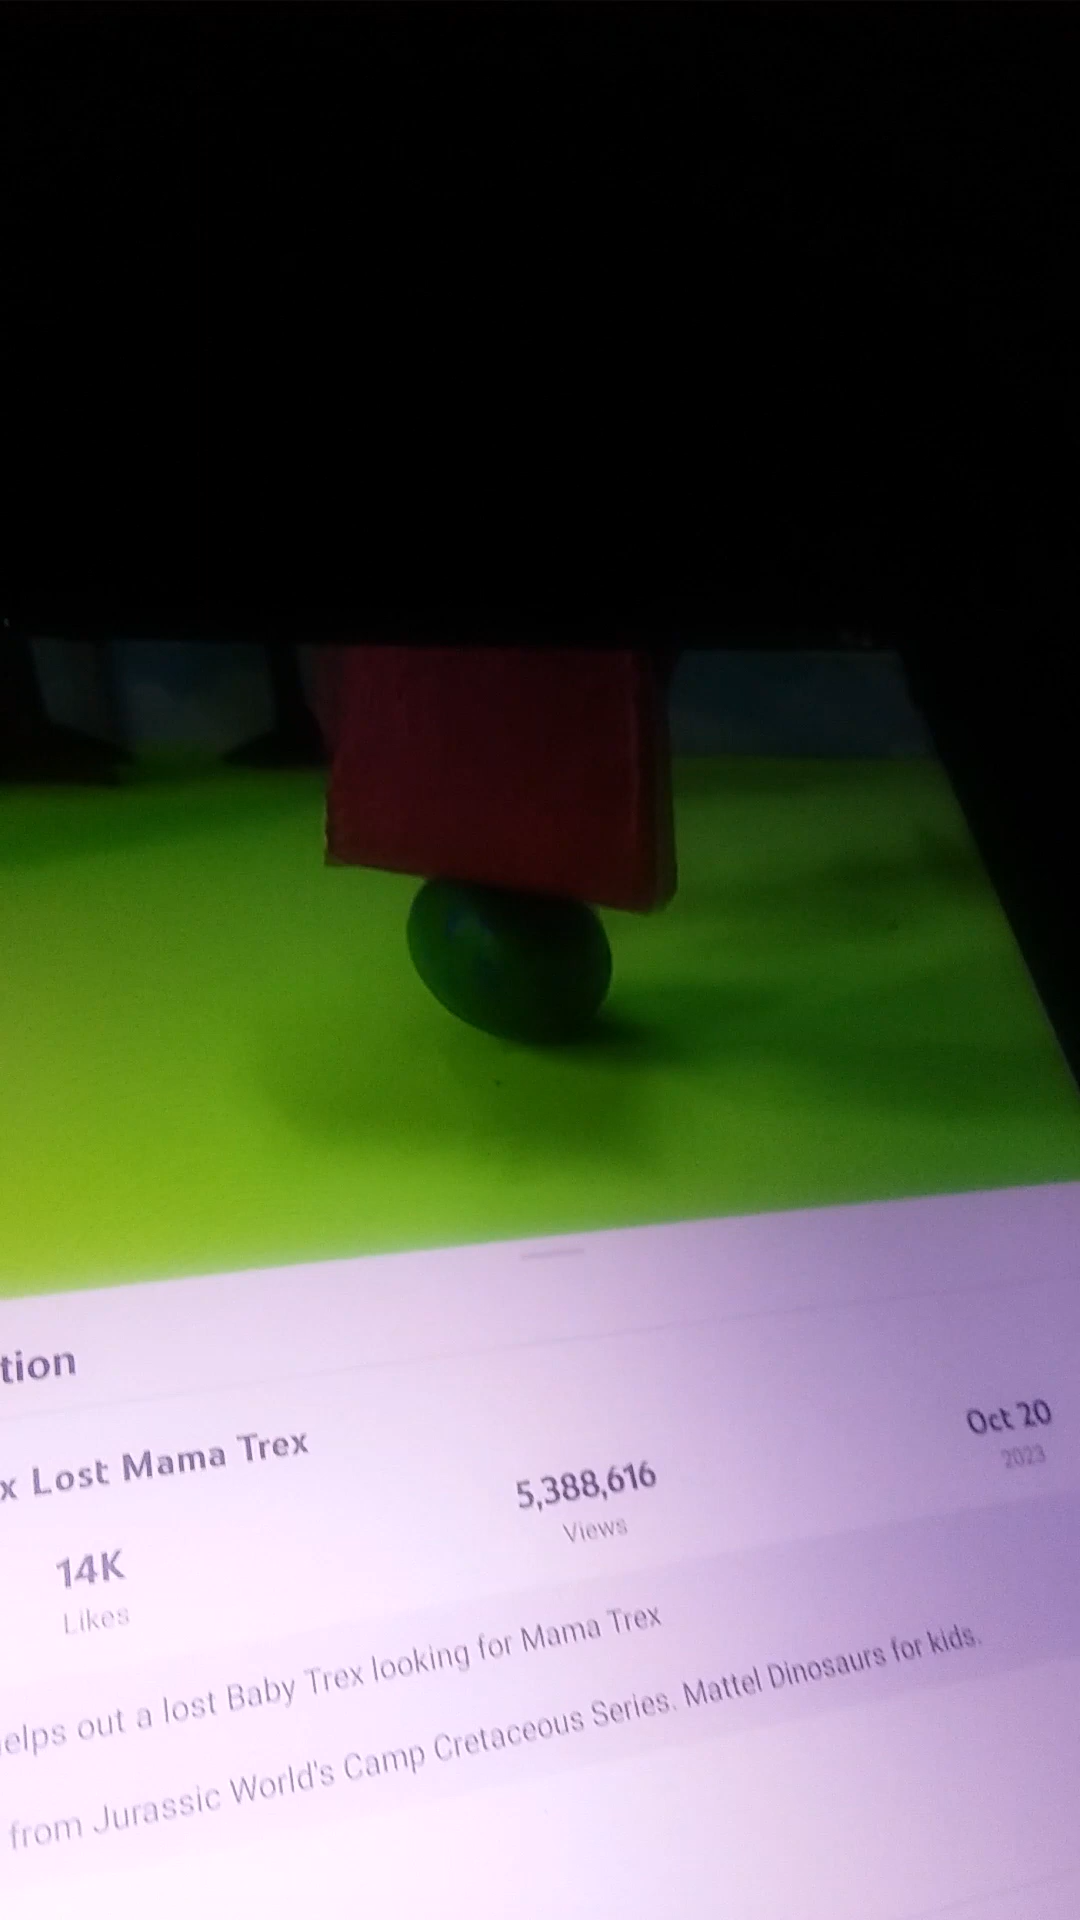 tion
x Lost Mama Trex
14K
Likes
5,388,616
Views
Oct 20
2023
elps out a lost Baby Trex looking for Mama Trex
from Jurassic World's Camp Cretaceous Series. Mattel Dinosaurs for kids.